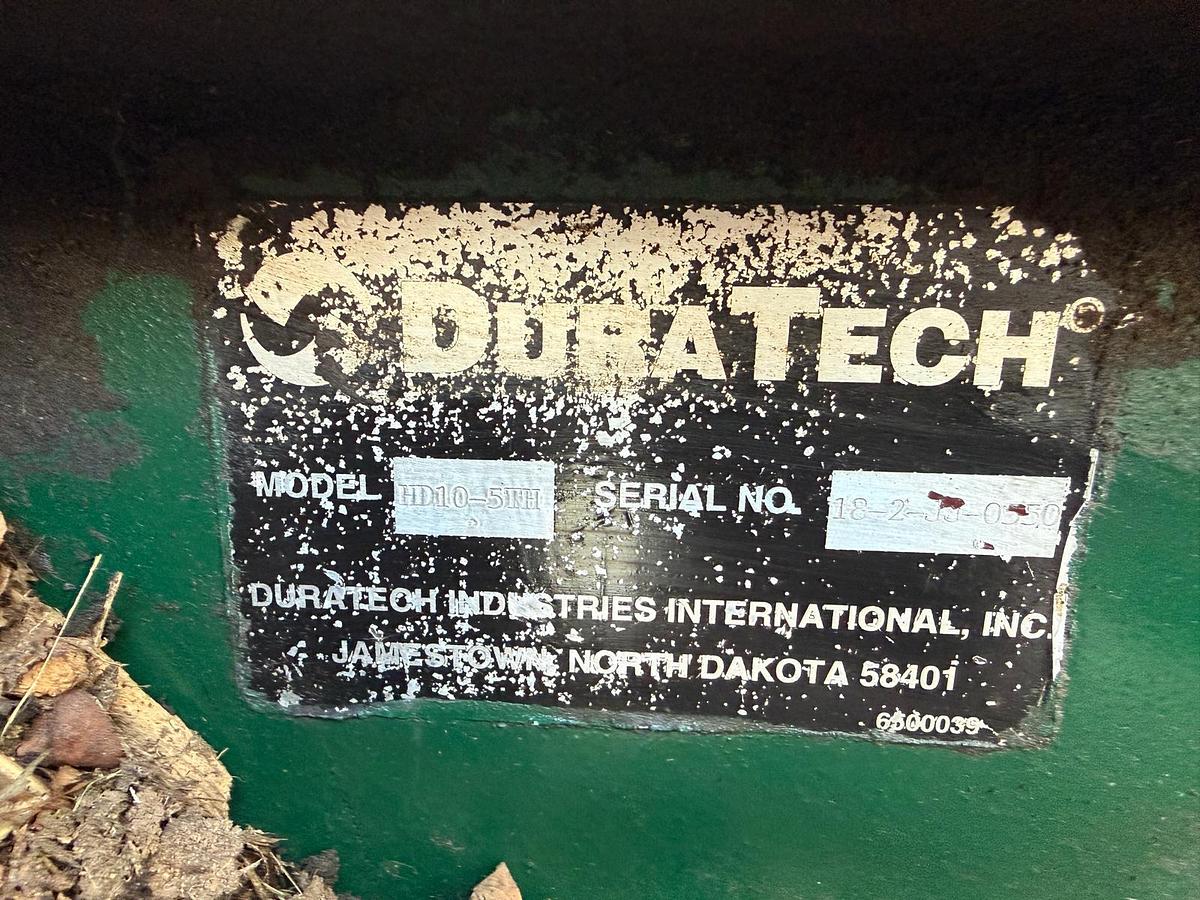 DURATECH©
MODEL HD10-5TH SERIAL NO.
DURATECH INDUSTRIES INTERNATIONAL, INC.
JAMESTOWN, NORTH DAKOTA 58401
6500039